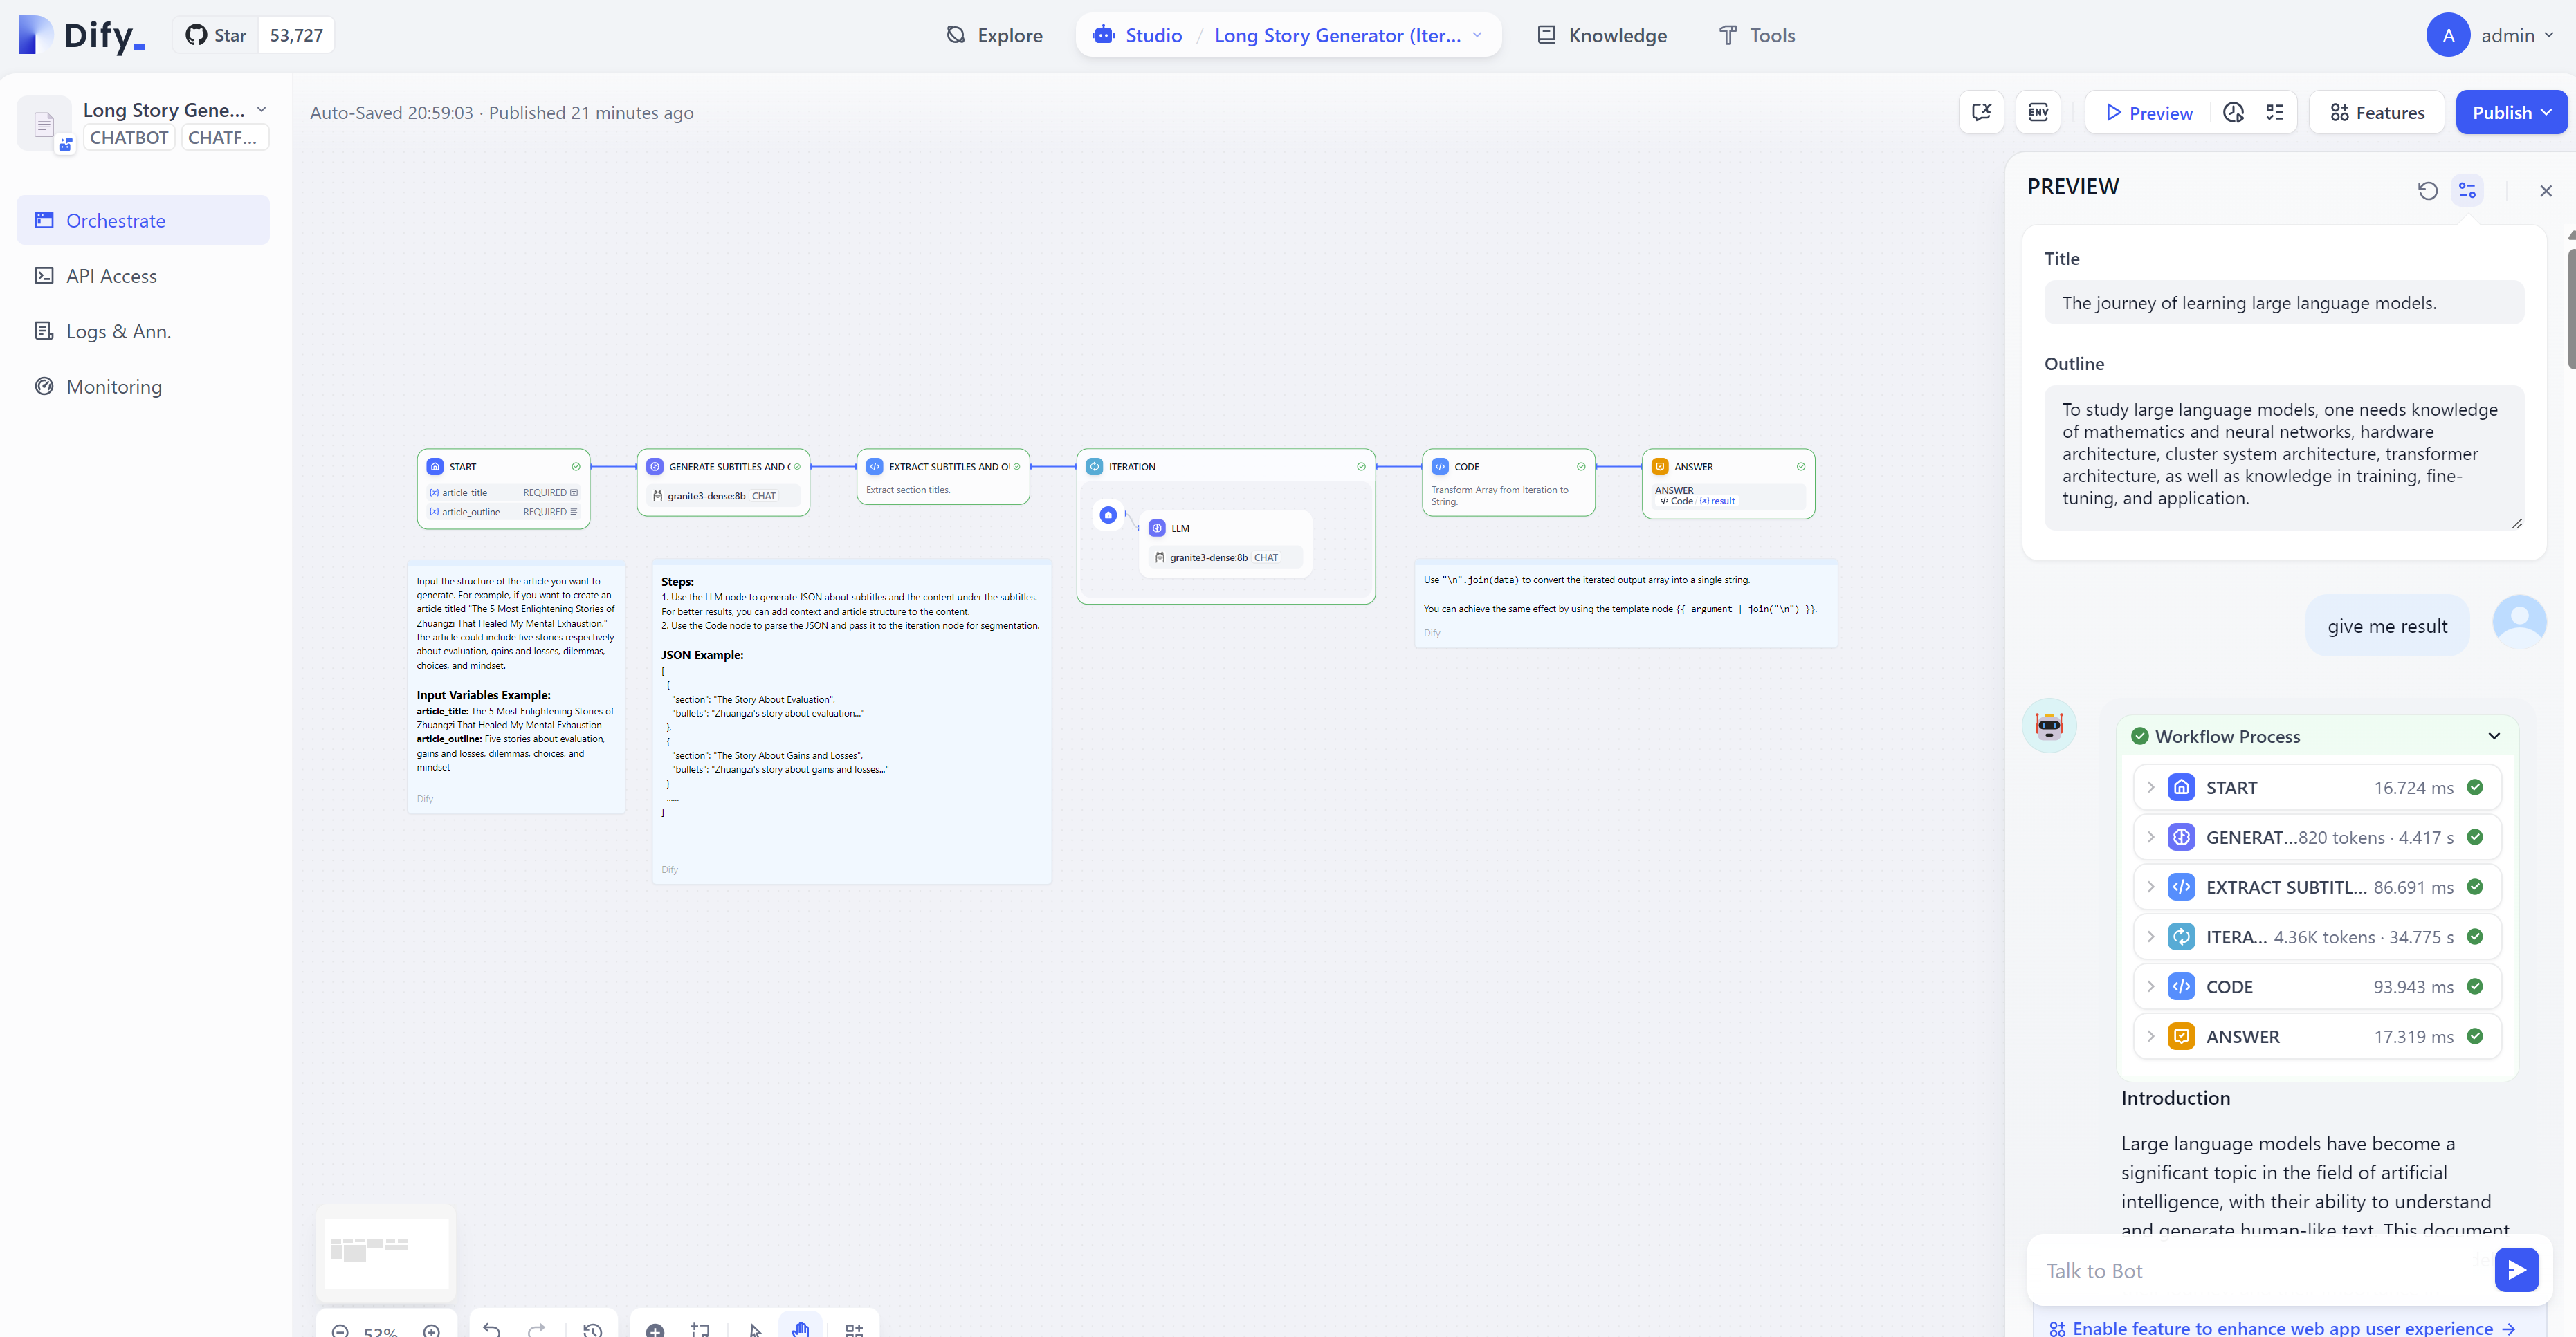 Dify_
Star 53,727
Explore
Studio / Long Story Generator (Iter...
Knowledge
Tools
A admin
Long Story Gene...
CHATBOT CHATF...
Orchestrate
API Access
Logs & Ann.
Monitoring
Auto-Saved 20:59:03 · Published 21 minutes ago
ENV
Preview
Features
Publish
START
{x} article_title REQUIRED
{x} article_outline REQUIRED
GENERATE SUBTITLES AND
granite3-dense:8b CHAT
EXTRACT SUBTITLES AND
Extract section titles.
ITERATION
LLM
granite3-dense:8b CHAT
CODE
Transform Array from Iteration to
String.
ANSWER
ANSWER
</> Code / {x} result
Input the structure of the article you want to
generate. For example, if you want to create an
article titled "The 5 Most Enlightening Stories of
Zhuangzi That Healed My Mental Exhaustion,"
the article could include five stories respectively
about evaluation, gains and losses, dilemmas,
choices, and mindset.
Input Variables Example:
article_title: The 5 Most Enlightening Stories of
Zhuangzi That Healed My Mental Exhaustion
article_outline: Five stories about evaluation,
gains and losses, dilemmas, choices, and
mindset
Dify
Steps:
1. Use the LLM node to generate JSON about subtitles and the content under the subtitles.
For better results, you can add context and article structure to the content.
2. Use the Code node to parse the JSON and pass it to the iteration node for segmentation.
JSON Example:
[
{
"section": "The Story About Evaluation",
"bullets": "Zhuangzi's story about evaluation..."
},
{
"section": "The Story About Gains and Losses",
"bullets": "Zhuangzi's story about gains and losses..."
}
......
]
Dify
Use "\n".join(data) to convert the iterated output array into a single string.
You can achieve the same effect by using the template node {{ argument | join("\n") }}.
Dify
52%
PREVIEW
Title
The journey of learning large language models.
Outline
To study large language models, one needs knowledge
of mathematics and neural networks, hardware
architecture, cluster system architecture, transformer
architecture, as well as knowledge in training, fine-
tuning, and application.
give me result
Workflow Process
START 16.724 ms
GENERAT...820 tokens · 4.417 s
EXTRACT SUBTITL... 86.691 ms
ITERA... 4.36K tokens · 34.775 s
CODE 93.943 ms
ANSWER 17.319 ms
Introduction
Large language models have become a
significant topic in the field of artificial
intelligence, with their ability to understand
and generate human-like text. This document
Talk to Bot
Enable feature to enhance web app user experience →